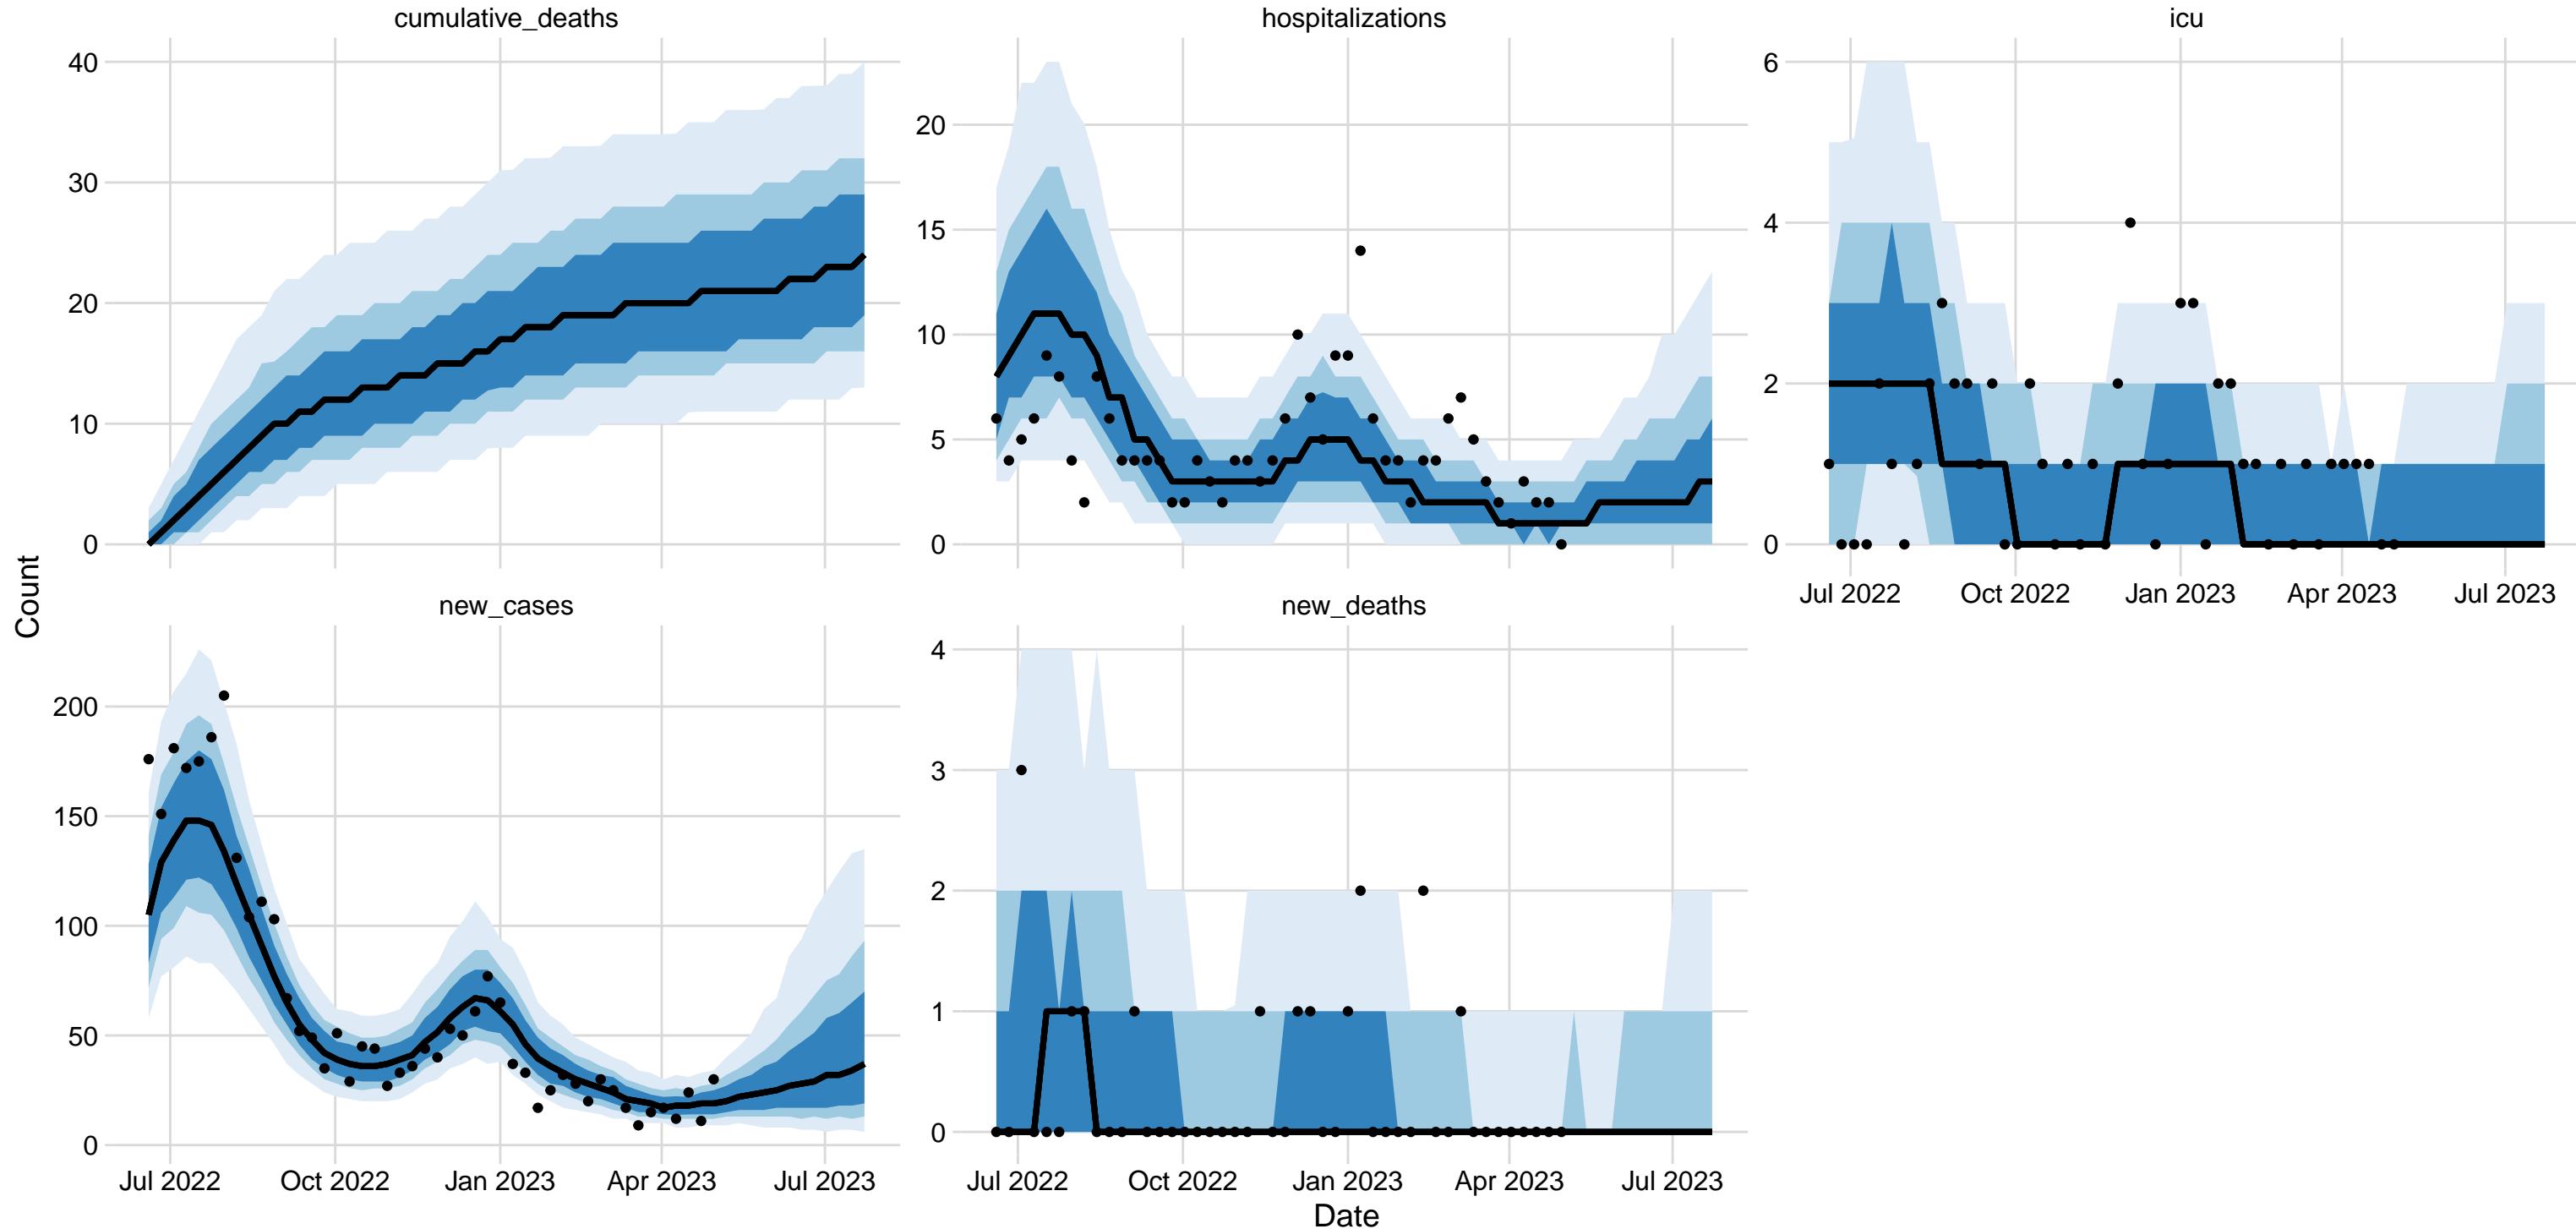 cumulative_deaths
hospitalizations
icu
40
30
20
10
0
20
15
10
5
0
6
4
2
0
Jul 2022 Oct 2022 Jan 2023 Apr 2023 Jul 2023
Count
new_cases
new_deaths
200
150
100
50
0
4
3
2
1
0
Jul 2022 Oct 2022 Jan 2023 Apr 2023 Jul 2023
Jul 2022 Oct 2022 Jan 2023 Apr 2023 Jul 2023
Date